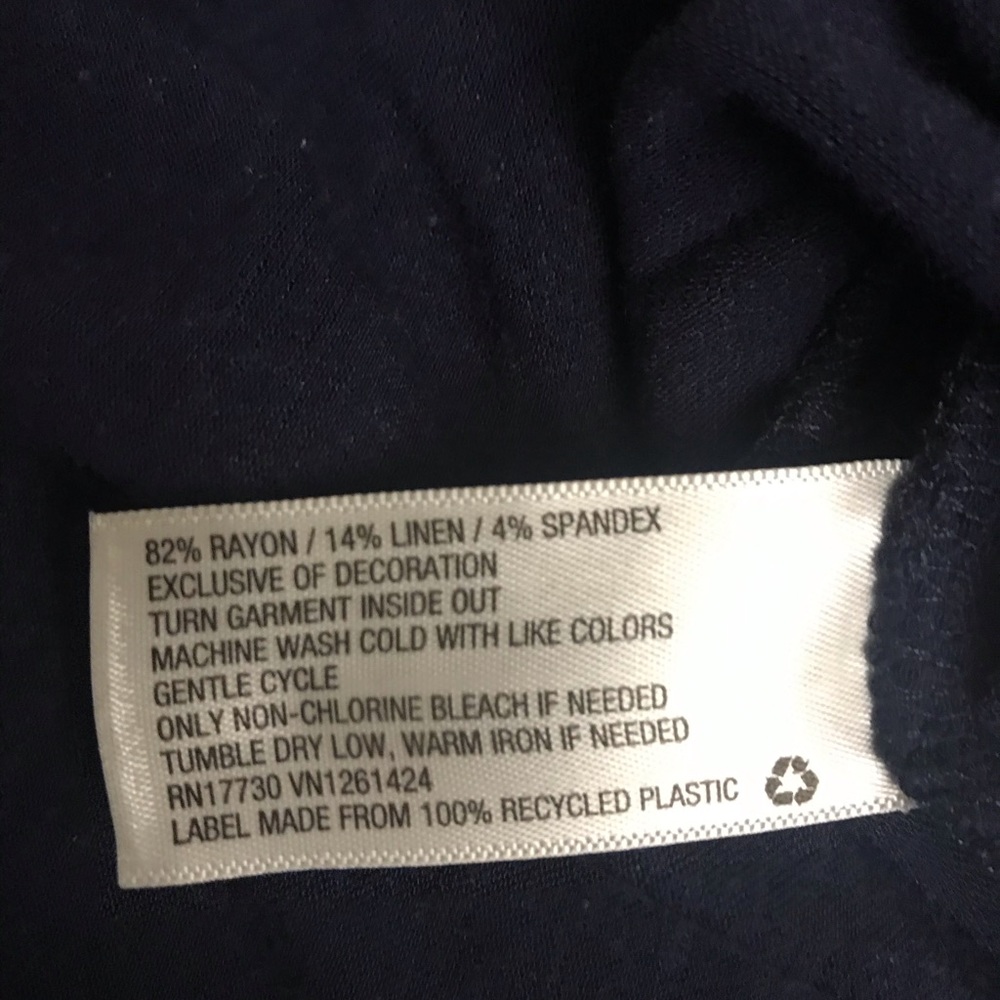 82% RAYON / 14% LINEN / 4% SPANDEX
EXCLUSIVE OF DECORATION
TURN GARMENT INSIDE OUT
MACHINE WASH COLD WITH LIKE COLORS
GENTLE CYCLE
ONLY NON-CHLORINE BLEACH IF NEEDED
TUMBLE DRY LOW, WARM IRON IF NEEDED
RN17730 VN1261424
LABEL MADE FROM 100% RECYCLED PLASTIC